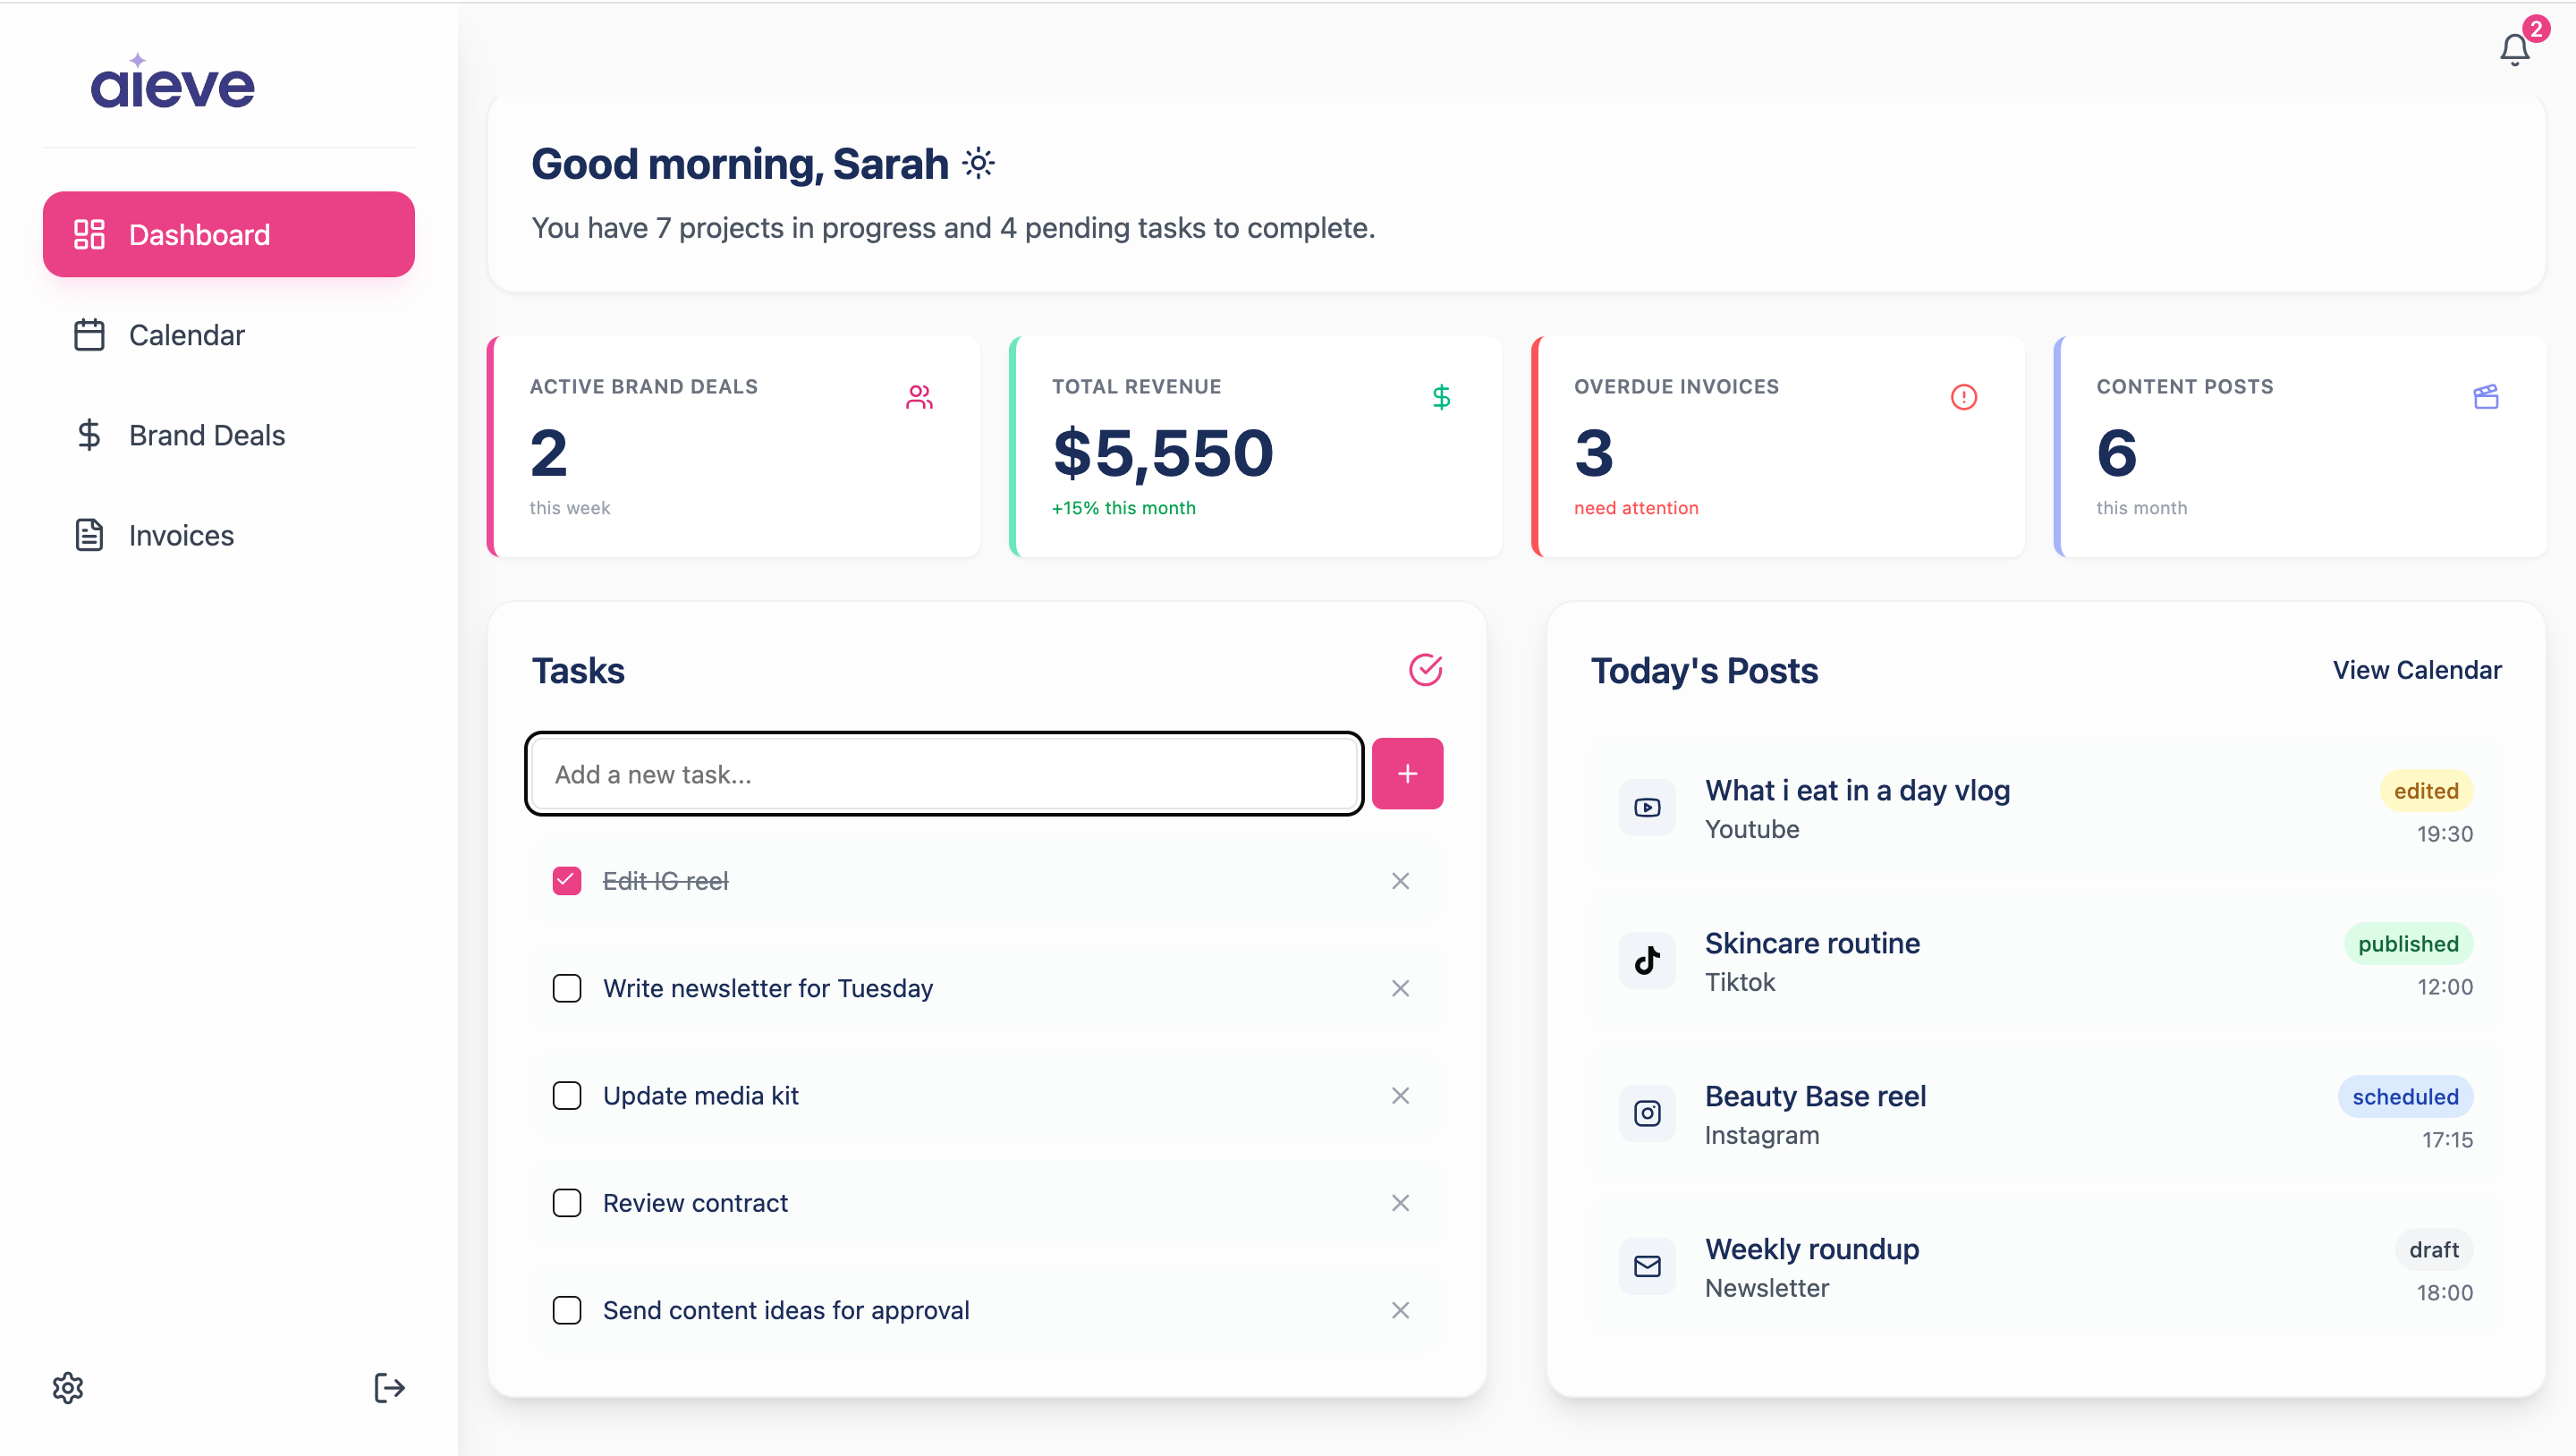 aieve
2
Dashboard
Calendar
Brand Deals
Invoices
Good morning, Sarah
You have 7 projects in progress and 4 pending tasks to complete.
ACTIVE BRAND DEALS
2
this week
TOTAL REVENUE
$5,550
+15% this month
OVERDUE INVOICES
3
need attention
CONTENT POSTS
6
this month
Tasks
Add a new task...
Edit IG reel
Write newsletter for Tuesday
Update media kit
Review contract
Send content ideas for approval
Today's Posts
View Calendar
What i eat in a day vlog
edited
Youtube
19:30
Skincare routine
published
Tiktok
12:00
Beauty Base reel
scheduled
Instagram
17:15
Weekly roundup
draft
Newsletter
18:00